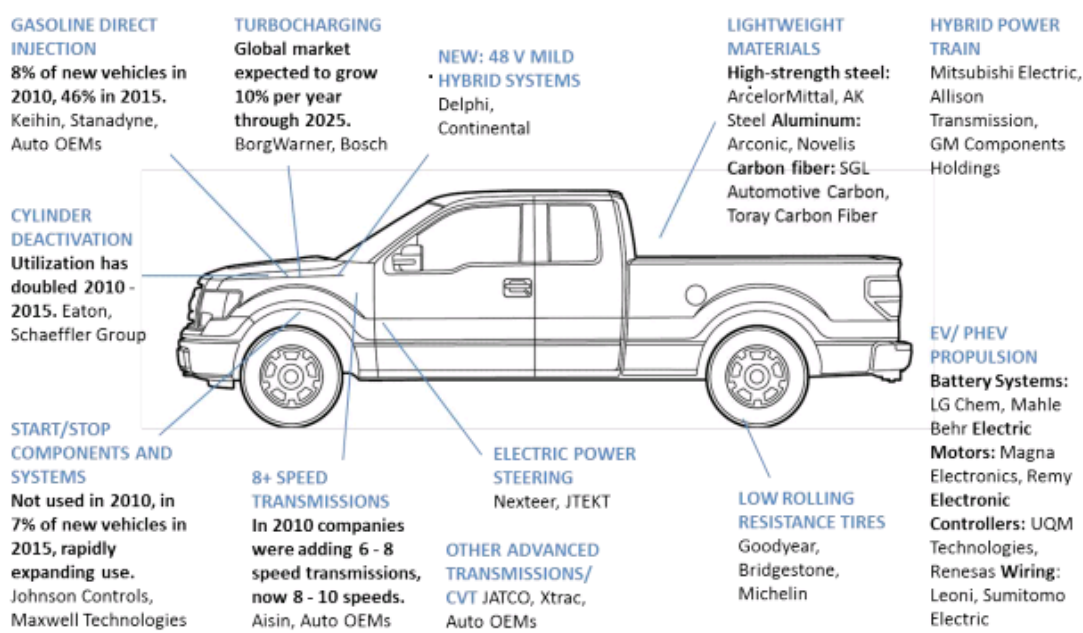 GASOLINE DIRECT
INJECTION
8% of new vehicles in
2010, 46% in 2015.
Keihin, Stanadyne,
Auto OEMs
TURBOCHARGING
Global market
expected to grow
10% per year
through 2025.
BorgWarner, Bosch
NEW: 48 V MILD
HYBRID SYSTEMS
Delphi,
Continental
LIGHTWEIGHT
MATERIALS
High-strength steel:
ArcelorMittal, AK
Steel Aluminum:
Arconic, Novelis
Carbon fiber: SGL
Automotive Carbon,
Toray Carbon Fiber
HYBRID POWER
TRAIN
Mitsubishi Electric,
Allison
Transmission,
GM Components
Holdings
CYLINDER
DEACTIVATION
Utilization has
doubled 2010 -
2015. Eaton,
Schaeffler Group
START/STOP
COMPONENTS AND
SYSTEMS
Not used in 2010, in
7% of new vehicles in
2015, rapidly
expanding use.
Johnson Controls,
Maxwell Technologies
8+ SPEED
TRANSMISSIONS
In 2010 companies
were adding 6 - 8
speed transmissions,
now 8 - 10 speeds.
Aisin, Auto OEMs
ELECTRIC POWER
STEERING
Nexteer, JTEKT
OTHER ADVANCED
TRANSMISSIONS/
CVT JATCO, Xtrac,
Auto OEMs
LOW ROLLING
RESISTANCE TIRES
Goodyear,
Bridgestone,
Michelin
EV/ PHEV
PROPULSION
Battery Systems:
LG Chem, Mahle
Behr Electric
Motors: Magna
Electronics, Remy
Electronic
Controllers: UQM
Technologies,
Renesas Wiring:
Leoni, Sumitomo
Electric